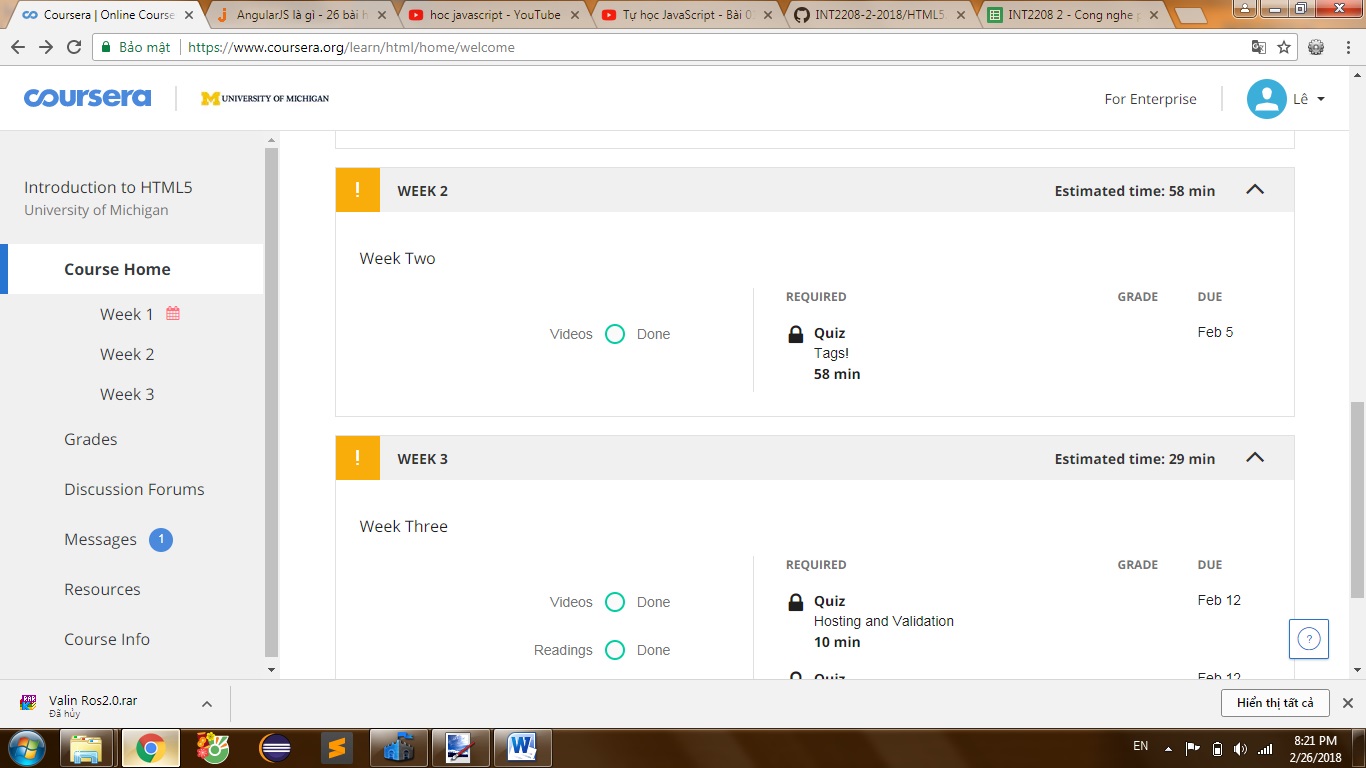 Coursera | Online Course
AngularJS là gì - 26 bài h
hoc javascript - YouTube
Tự học JavaScript - Bài 0
INT2208-2-2018/HTML5
INT2208 2 - Cong nghe p
Bảo mật
https://www.coursera.org/learn/html/home/welcome
coursera
M UNIVERSITY OF MICHIGAN
For Enterprise
Lê
Introduction to HTML5
University of Michigan
Course Home
Week 1
Week 2
Week 3
Grades
Discussion Forums
Messages 1
Resources
Course Info
! WEEK 2 Estimated time: 58 min
Week Two
REQUIRED GRADE DUE
Videos Done
Quiz Feb 5
Tags!
58 min
! WEEK 3 Estimated time: 29 min
Week Three
REQUIRED GRADE DUE
Videos Done
Quiz Feb 12
Hosting and Validation
10 min
Readings Done
Quiz Feb 12
?
Valin Ros2.0.rar
Đã hủy
Hiển thị tất cả
EN
8:21 PM
2/26/2018